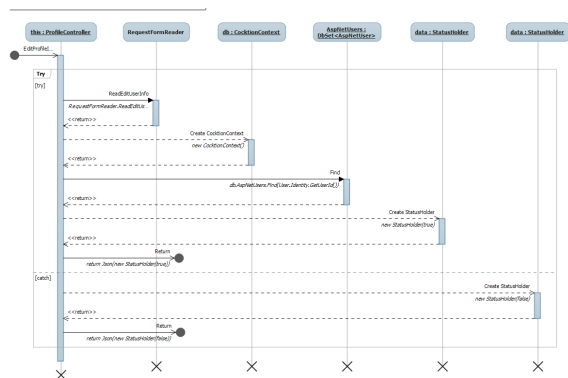 this : ProfileController
RequestFormReader
db : CocktionContext
AspNetUsers :
DbSet<AspNetUser>
data : StatusHolder
data : StatusHolder
EditProfileI...
Try
[try]
ReadEditUserInfo
RequestFormReader.ReadEditUs...
<<return>>
Create CocktionContext
new CocktionContext()
<<return>>
Find
db.AspNetUsers.Find(User.Identity.GetUserId())
<<return>>
Create StatusHolder
new StatusHolder(true)
<<return>>
Return
return Json(new StatusHolder(true))
[catch]
Create StatusHolder
new StatusHolder(false)
<<return>>
Return
return Json(new StatusHolder(false))